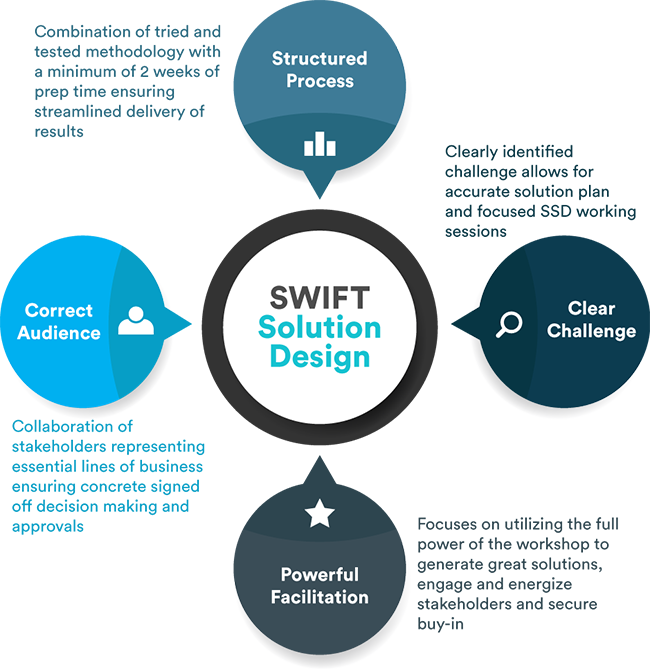 Combination of tried and
tested methodology with
a minimum of 2 weeks of
prep time ensuring
streamlined delivery of
results
Structured
Process
Clearly identified
challenge allows for
accurate solution plan
and focused SSD working
sessions
Correct
Audience
SWIFT
Solution
Design
Clear
Challenge
Collaboration of
stakeholders representing
essential lines of business
ensuring concrete signed
off decision making and
approvals
Powerful
Facilitation
Focuses on utilizing the full
power of the workshop to
generate great solutions,
engage and energize
stakeholders and secure
buy-in